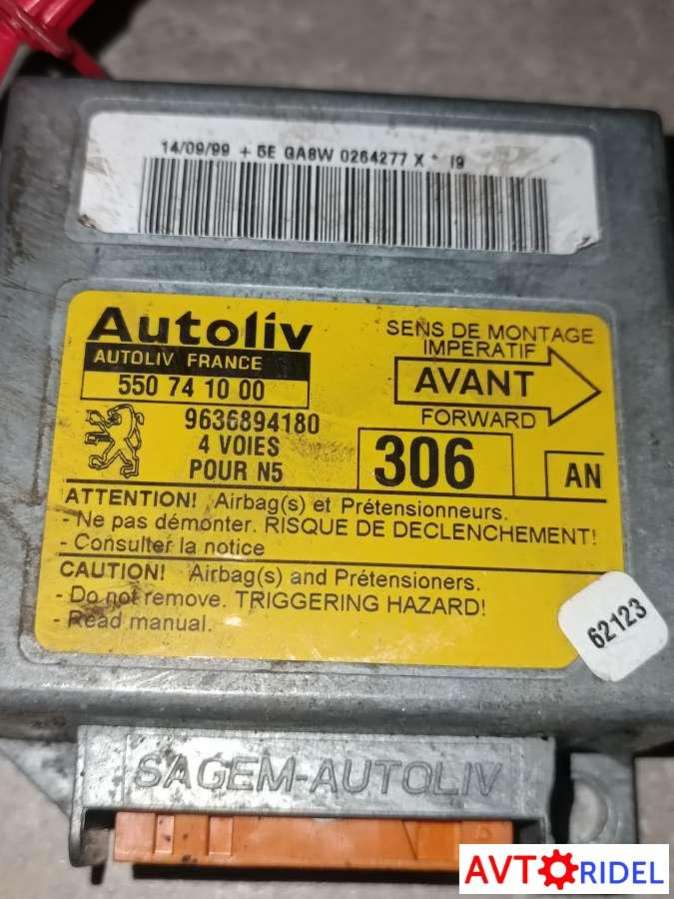 14/09/99 + 5E GA8W 0264277 X * I9
Autoliv
AUTOLIV FRANCE
550 74 10 00
9636894180
4 VOIES
POUR N5
SENS DE MONTAGE
IMPERATIF
AVANT
FORWARD
306
AN
ATTENTION! Airbag(s) et Prétensionneurs.
- Ne pas démonter. RISQUE DE DECLENCHEMENT!
- Consulter la notice
CAUTION! Airbag(s) and Prétensioners.
- Do not remove. TRIGGERING HAZARD!
- Read manual.
62123
SAGEM-AUTOLIV
AVTORIDEL